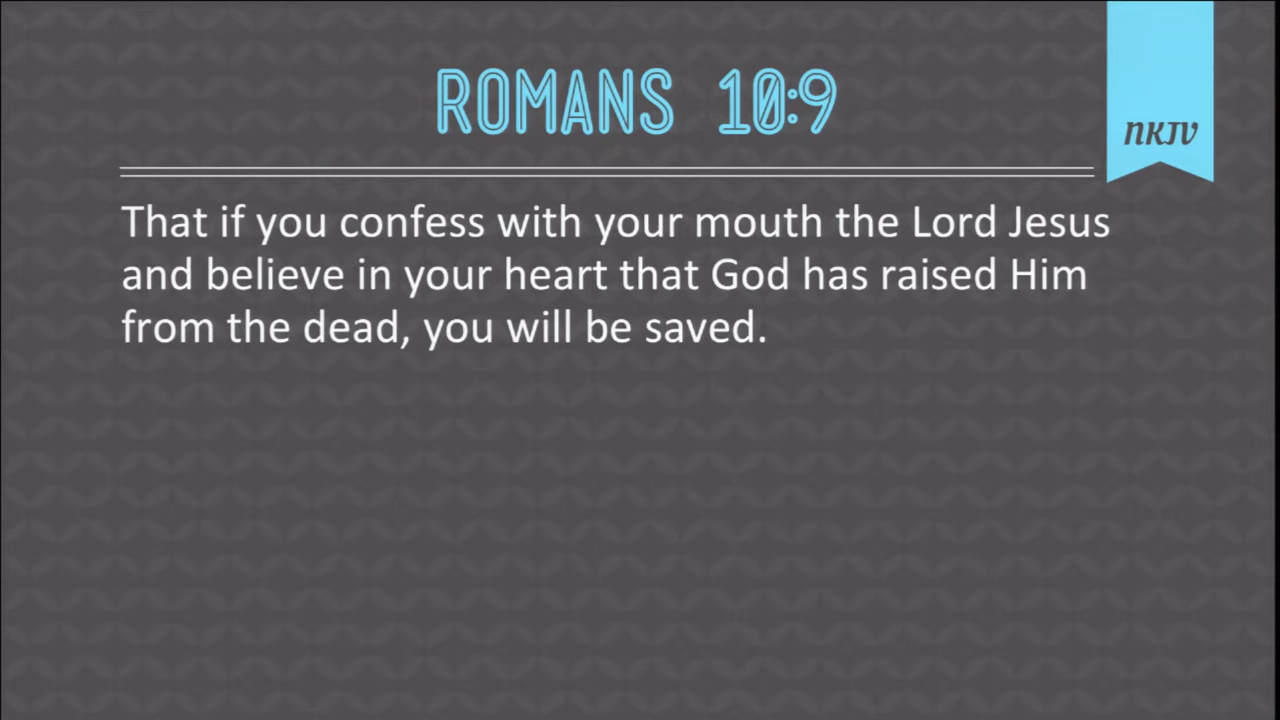 ROMANS 10:9
NKJV
That if you confess with your mouth the Lord Jesus
and believe in your heart that God has raised Him
from the dead, you will be saved.